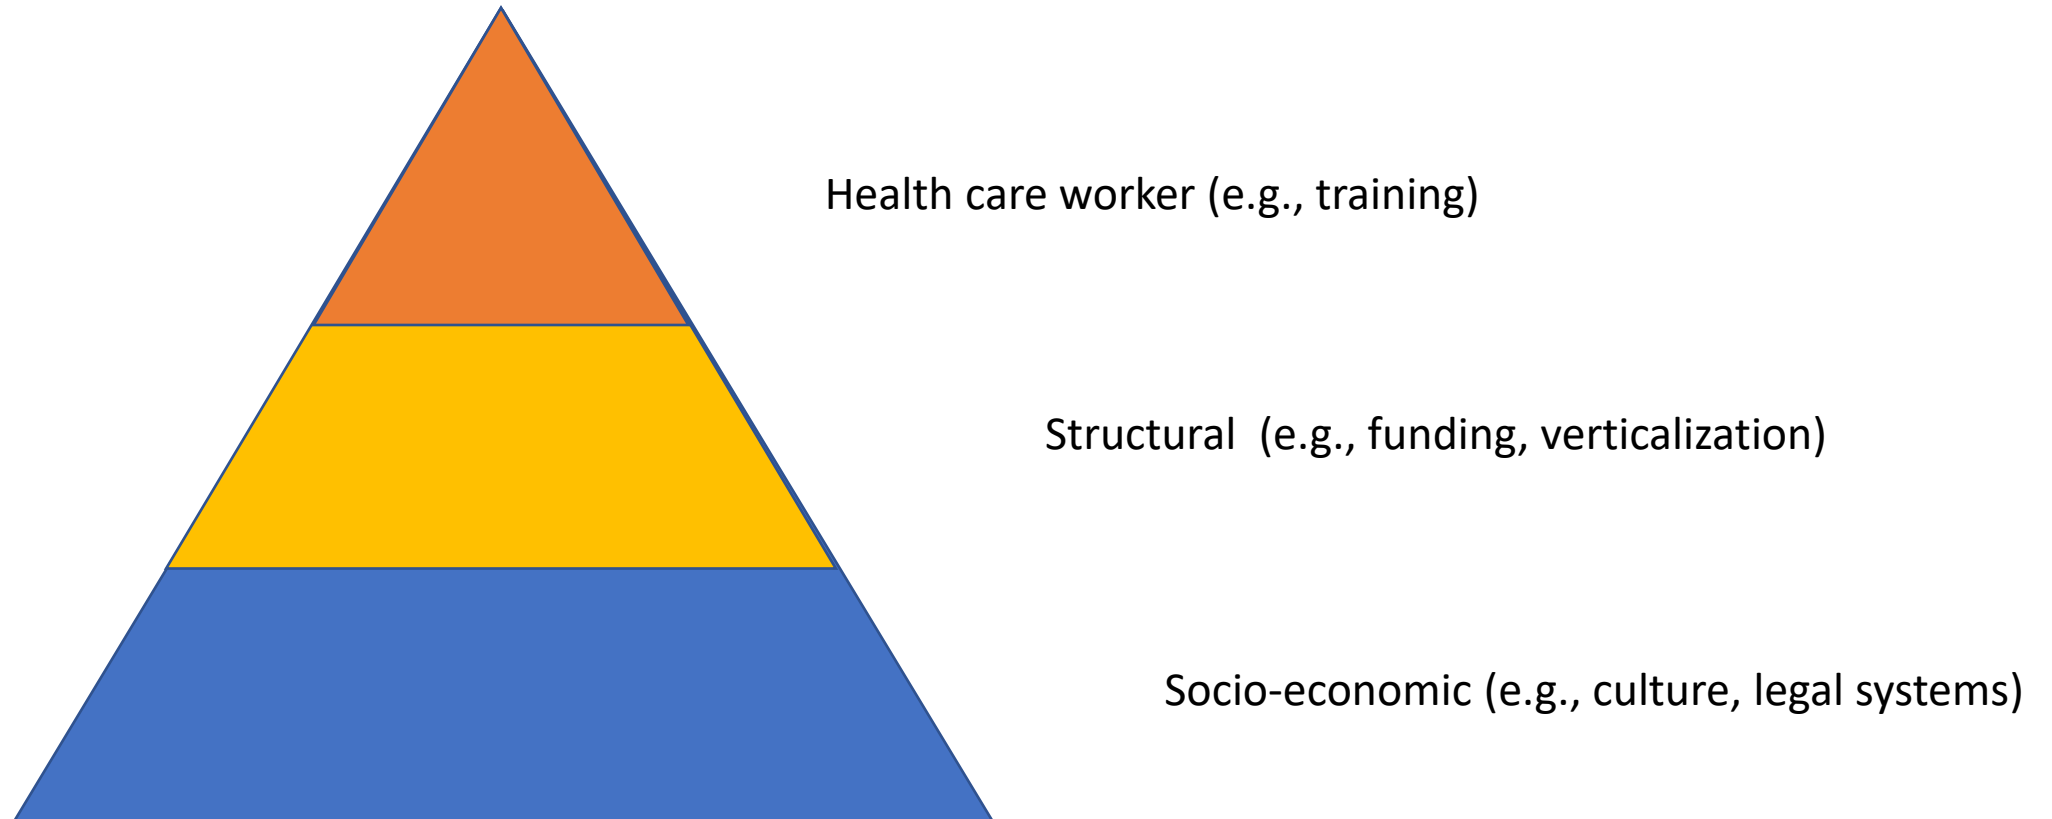 Health care worker (e.g., training)
Structural  (e.g., funding, verticalization)
Socio-economic (e.g., culture, legal systems)